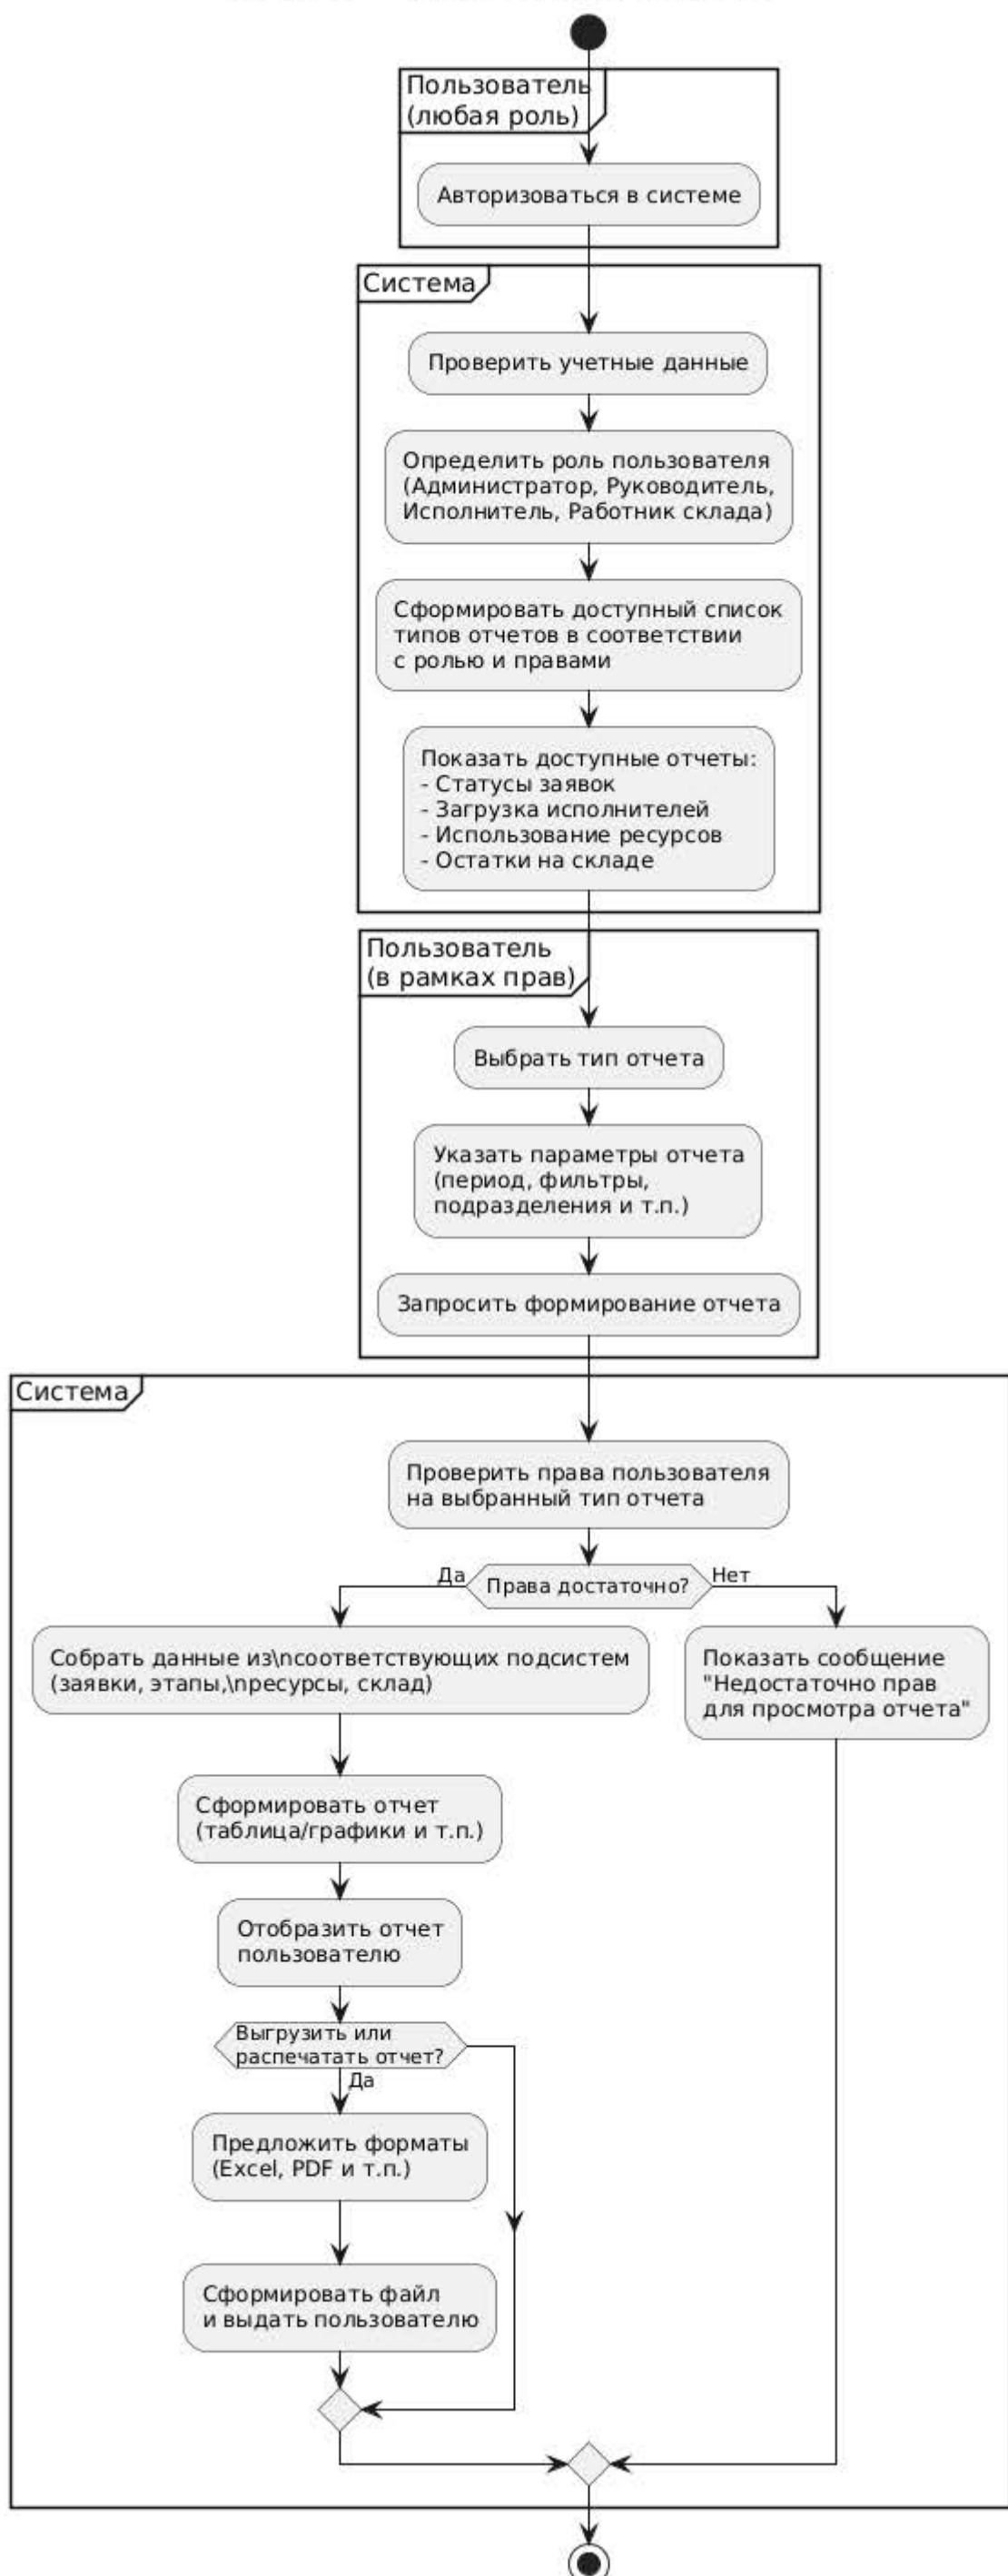 Пользователь
(любая роль)
Авторизоваться в системе
Система
Проверить учетные данные
Определить роль пользователя
(Администратор, Руководитель,
Исполнитель, Работник склада)
Сформировать доступный список
типов отчетов в соответствии
с ролью и правами
Показать доступные отчеты:
- Статусы заявок
- Загрузка исполнителей
- Использование ресурсов
- Остатки на складе
Пользователь
(в рамках прав)
Выбрать тип отчета
Указать параметры отчета
(период, фильтры,
подразделения и т.п.)
Запросить формирование отчета
Система
Проверить права пользователя
на выбранный тип отчета
Да
Права достаточно?
Нет
Собрать данные из\nсоответствующих подсистем
(заявки, этапы,\nресурсы, склад)
Показать сообщение
"Недостаточно прав
для просмотра отчета"
Сформировать отчет
(таблица/графики и т.п.)
Отобразить отчет
пользователю
Выгрузить или
распечатать отчет?
Да
Предложить форматы
(Excel, PDF и т.п.)
Сформировать файл
и выдать пользователю